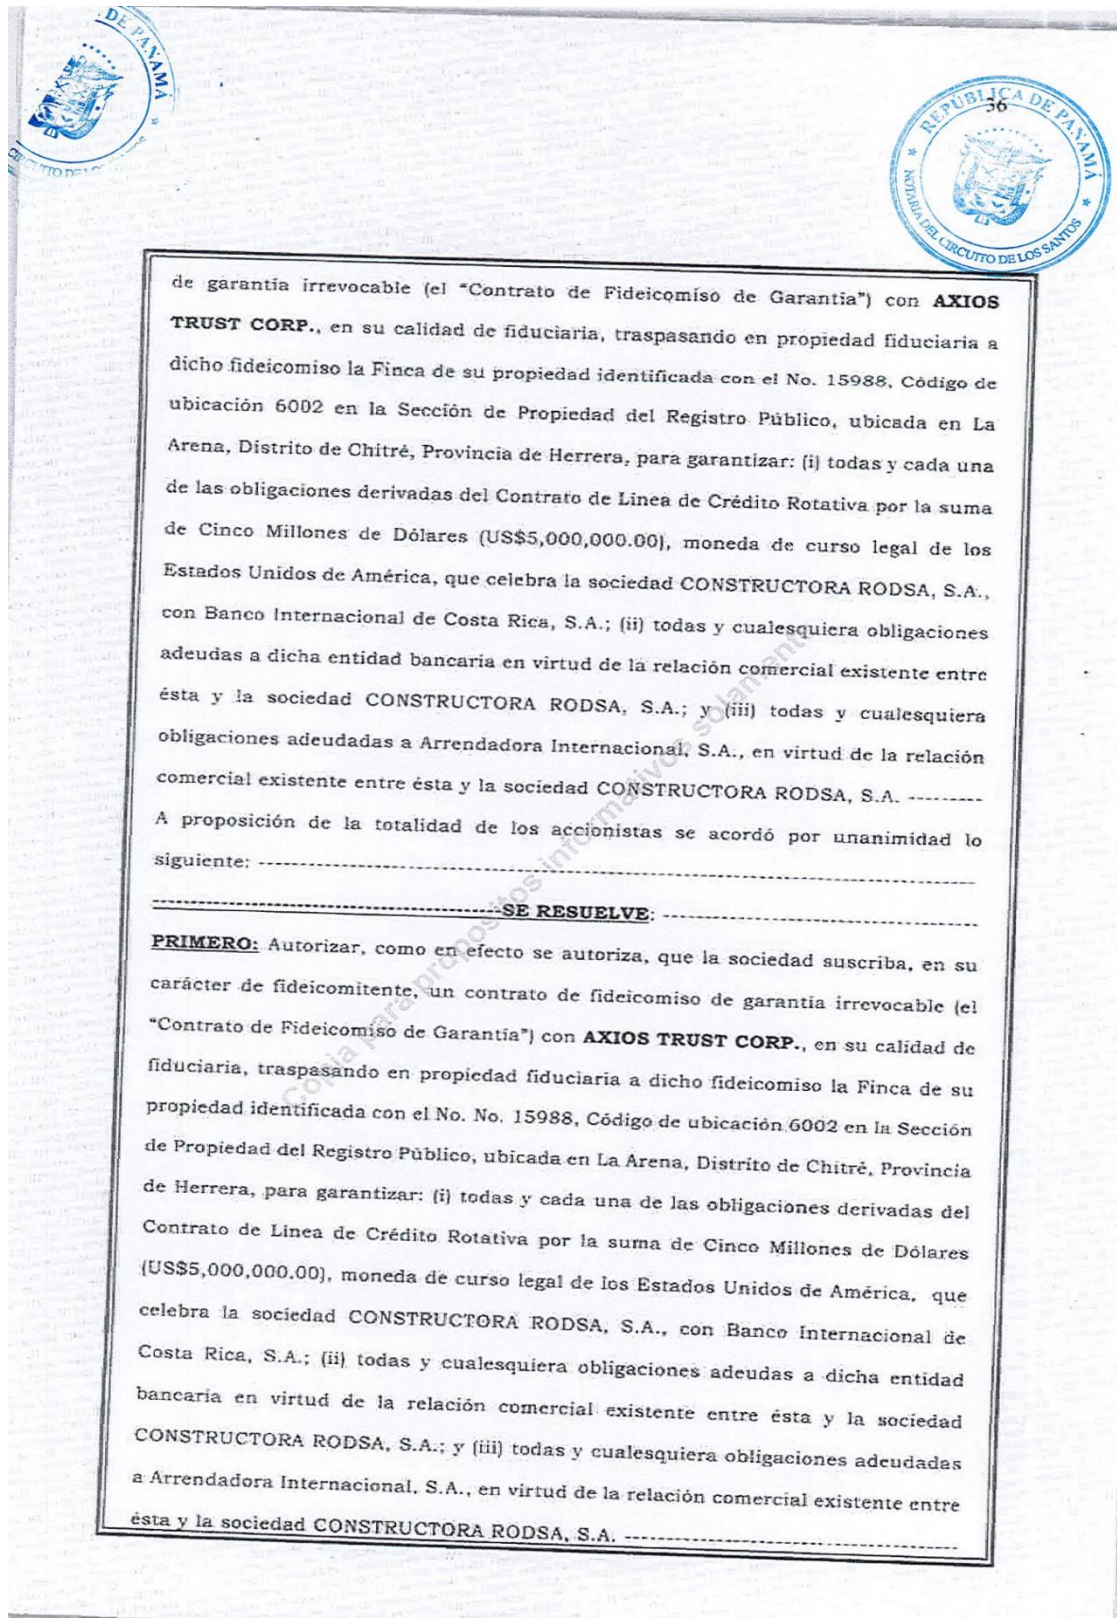 DE PANAMÁ *
CIRCUITO DE LOS
36
* REPÚBLICA DE PANAMÁ *
NOTARIA DEL CIRCUITO DE LOS SANTOS
de garantia irrevocable (el "Contrato de Fideicomiso de Garantia") con AXIOS
TRUST CORP., en su calidad de fiduciaria, traspasando en propiedad fiduciaria a
dicho fideicomiso la Finca de su propiedad identificada con el No. 15988, Código de
ubicación 6002 en la Sección de Propiedad del Registro Público, ubicada en La
Arena, Distrito de Chitré, Provincia de Herrera, para garantizar: (i) todas y cada una
de las obligaciones derivadas del Contrato de Linea de Crédito Rotativa por la suma
de Cinco Millones de Dólares (US$5,000,000.00), moneda de curso legal de los
Estados Unidos de América, que celebra la sociedad CONSTRUCTORA RODSA, S.A.,
con Banco Internacional de Costa Rica, S.A.; (ii) todas y cualesquiera obligaciones
adeudas a dicha entidad bancaria en virtud de la relación comercial existente entre
ésta y la sociedad CONSTRUCTORA RODSA, S.A.; y (iii) todas y cualesquiera
obligaciones adeudadas a Arrendadora Internacional, S.A., en virtud de la relación
comercial existente entre ésta y la sociedad CONSTRUCTORA RODSA, S.A. ---------
A proposición de la totalidad de los accionistas se acordó por unanimidad lo
siguiente: --------------------------------------------------------------------------------
---------------------------------------SE RESUELVE: -----------------------------------
PRIMERO: Autorizar, como en efecto se autoriza, que la sociedad suscriba, en su
carácter de fideicomitente, un contrato de fideicomiso de garantia irrevocable (el
"Contrato de Fideicomiso de Garantía") con AXIOS TRUST CORP., en su calidad de
fiduciaria, traspasando en propiedad fiduciaria a dicho fideicomiso la Finca de su
propiedad identificada con el No. No. 15988, Código de ubicación 6002 en la Sección
de Propiedad del Registro Público, ubicada en La Arena, Distrito de Chitré, Provincia
de Herrera, para garantizar: (i) todas y cada una de las obligaciones derivadas del
Contrato de Linea de Crédito Rotativa por la suma de Cinco Millones de Dólares
(US$5,000,000.00), moneda de curso legal de los Estados Unidos de América, que
celebra la sociedad CONSTRUCTORA RODSA, S.A., con Banco Internacional de
Costa Rica, S.A.; (ii) todas y cualesquiera obligaciones adeudas a dicha entidad
bancaria en virtud de la relación comercial existente entre ésta y la sociedad
CONSTRUCTORA RODSA, S.A.; y (iii) todas y cualesquiera obligaciones adeudadas
a Arrendadora Internacional, S.A., en virtud de la relación comercial existente entre
ésta y la sociedad CONSTRUCTORA RODSA, S.A. -------------------------------------
Copia para propositos informativos solamente